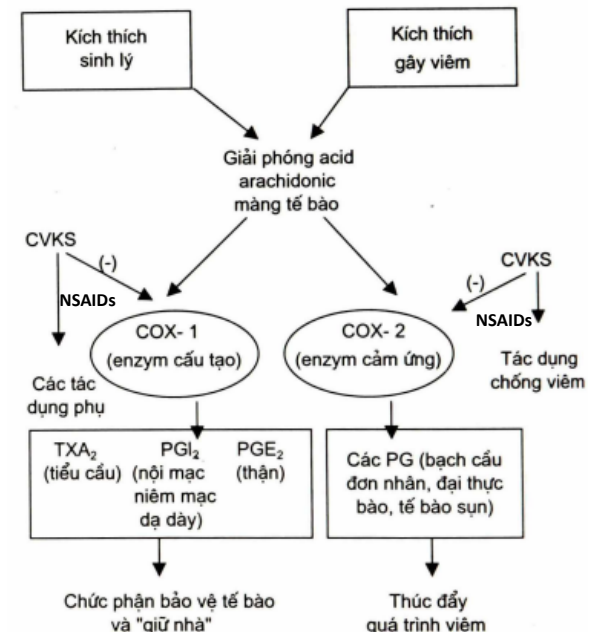 Kích thích
sinh lý
Kích thích
gây viêm
Giải phóng acid
arachidonic
màng tế bào
CVKS
(-)
NSAIDs
CVKS
(-)
NSAIDs
COX- 1
(enzym cấu tạo)
COX- 2
(enzym cảm ứng)
Các tác
dụng phụ
Tác dụng
chống viêm
TXA₂
(tiểu cầu)
PGI₂
(nội mạc
niêm mạc
dạ dày)
PGE₂
(thận)
Các PG (bạch cầu
đơn nhân, đại thực
bào, tế bào sụn)
Chức phận bảo vệ tế bào
và "giữ nhà"
Thúc đẩy
quá trình viêm